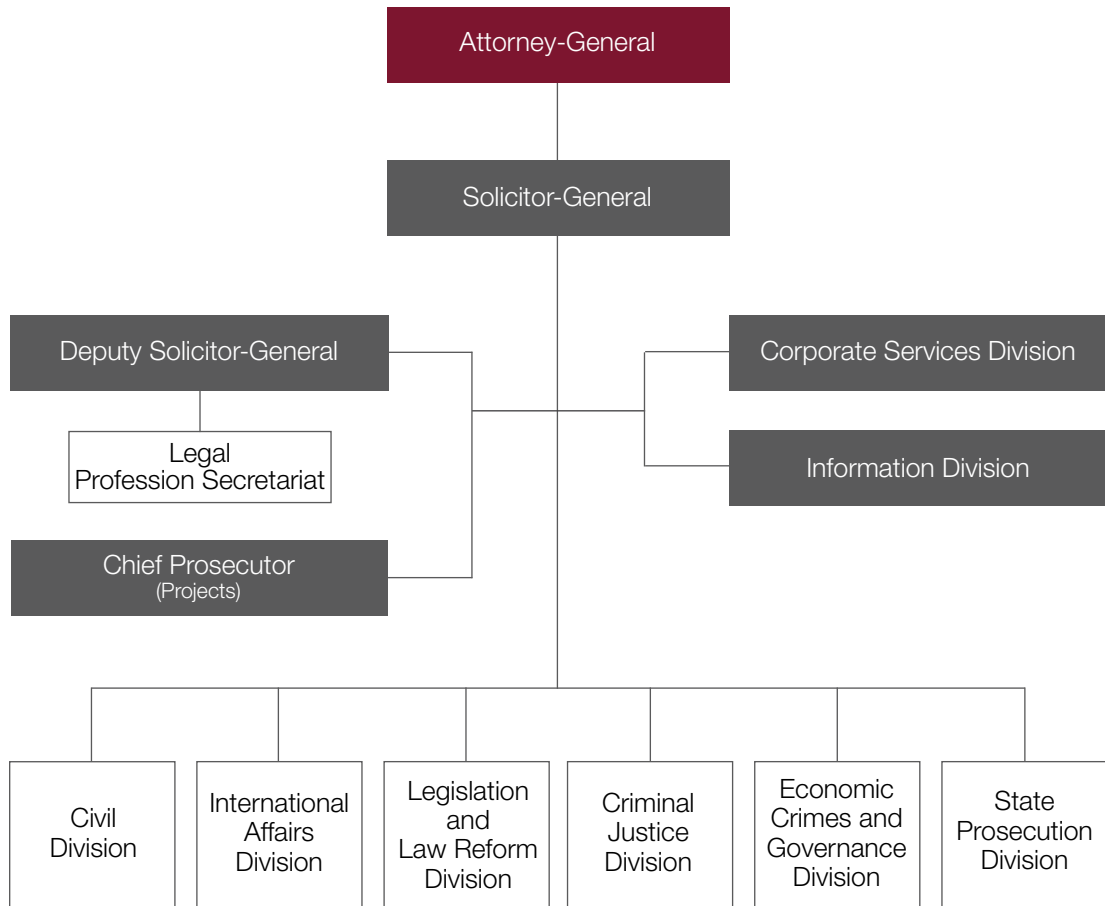 Attorney-General
Solicitor-General
Deputy Solicitor-General
Legal
Profession Secretariat
Chief Prosecutor
(Projects)
Corporate Services Division
Information Division
Civil
Division
International
Affairs
Division
Legislation
and
Law Reform
Division
Criminal
Justice
Division
Economic
Crimes and
Governance
Division
State
Prosecution
Division